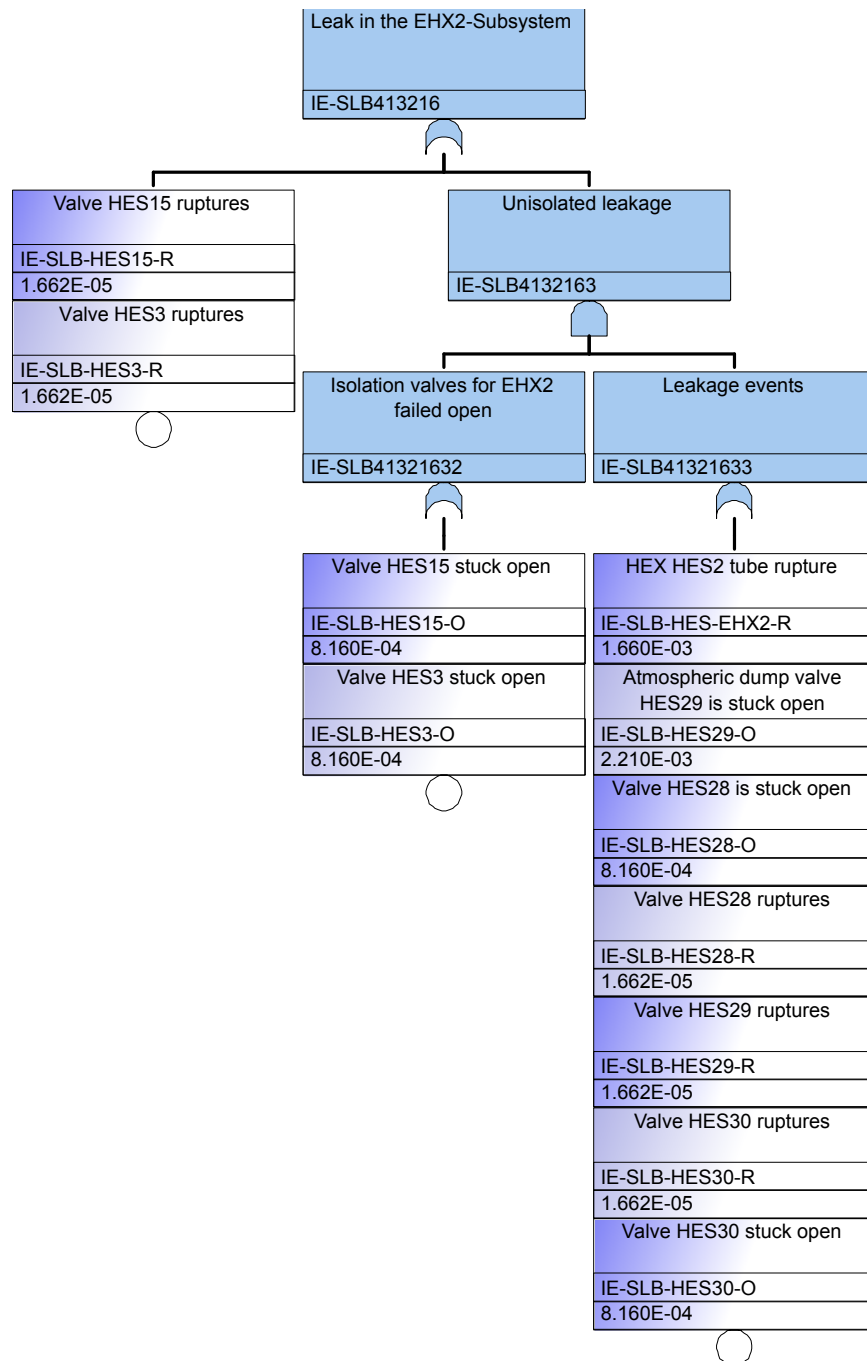 Leak in the EHX2-Subsystem
IE-SLB413216
Valve HES15 ruptures
IE-SLB-HES15-R
1.662E-05
Valve HES3 ruptures
IE-SLB-HES3-R
1.662E-05
Unisolated leakage
IE-SLB4132163
Isolation valves for EHX2
failed open
IE-SLB41321632
Leakage events
IE-SLB41321633
Valve HES15 stuck open
IE-SLB-HES15-O
8.160E-04
Valve HES3 stuck open
IE-SLB-HES3-O
8.160E-04
HEX HES2 tube rupture
IE-SLB-HES-EHX2-R
1.660E-03
Atmospheric dump valve
HES29 is stuck open
IE-SLB-HES29-O
2.210E-03
Valve HES28 is stuck open
IE-SLB-HES28-O
8.160E-04
Valve HES28 ruptures
IE-SLB-HES28-R
1.662E-05
Valve HES29 ruptures
IE-SLB-HES29-R
1.662E-05
Valve HES30 ruptures
IE-SLB-HES30-R
1.662E-05
Valve HES30 stuck open
IE-SLB-HES30-O
8.160E-04